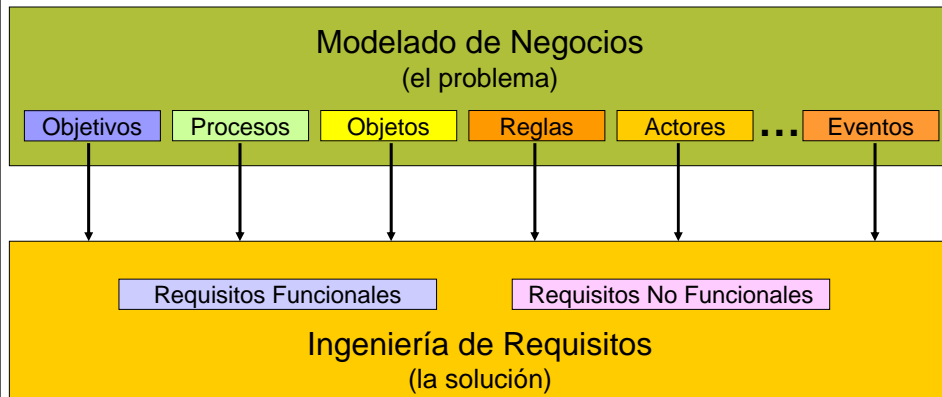 Modelado de Negocios
(el problema)
Objetivos Procesos Objetos Reglas Actores ... Eventos
Requisitos Funcionales Requisitos No Funcionales
Ingeniería de Requisitos
(la solución)